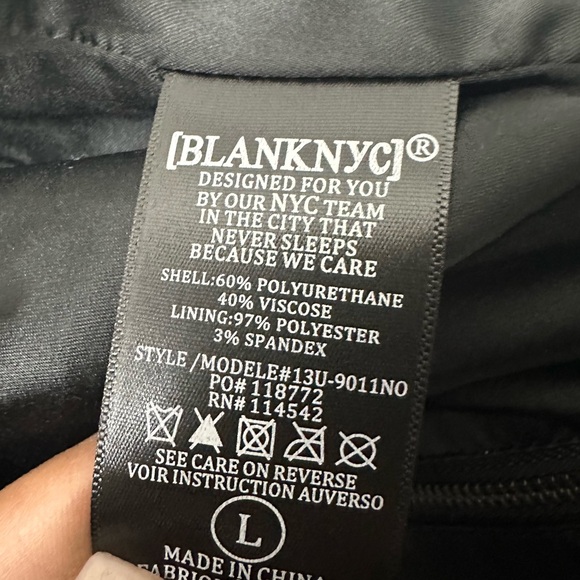 [BLANKNYC]®
DESIGNED FOR YOU
BY OUR NYC TEAM
IN THE CITY THAT
NEVER SLEEPS
BECAUSE WE CARE
SHELL:60% POLYURETHANE
40% VISCOSE
LINING:97% POLYESTER
3% SPANDEX
STYLE /MODELE#13U-9011NO
PO# 118772
RN# 114542
SEE CARE ON REVERSE
VOIR INSTRUCTION AUVERSO
L
MADE IN CHINA